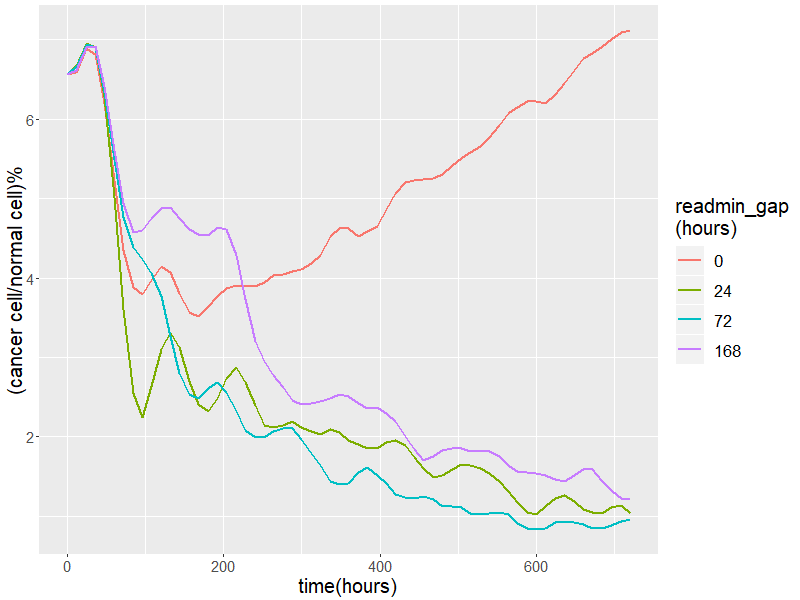 (cancer cell/normal cell)%
6
4
2
0
200
400
600
time(hours)
readmin_gap
(hours)
0
24
72
168